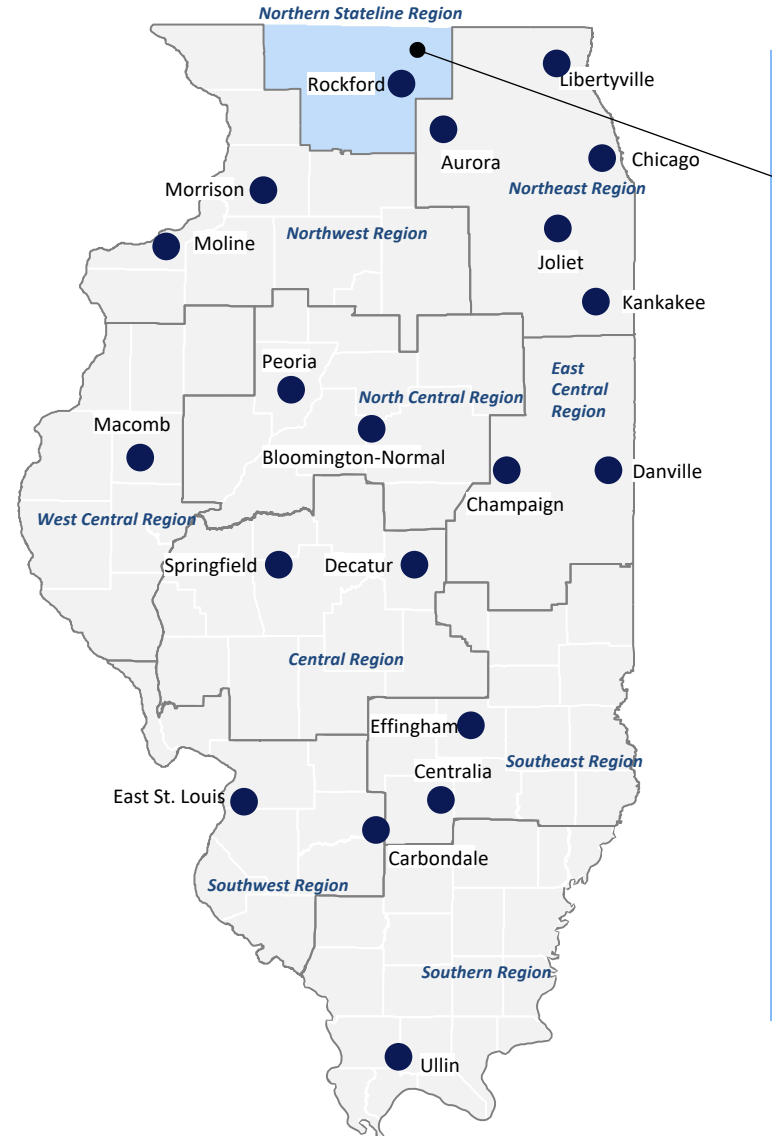 Northern Stateline Region
Libertyville
Rockford
Aurora
Chicago
Morrison
Northeast Region
Northwest Region
Moline
Joliet
Kankakee
Peoria
East
Central
Region
North Central Region
Macomb
Bloomington-Normal
Danville
Champaign
West Central Region
Springfield
Decatur
Central Region
Effingham
Southeast Region
Centralia
East St. Louis
Carbondale
Southwest Region
Southern Region
Ullin